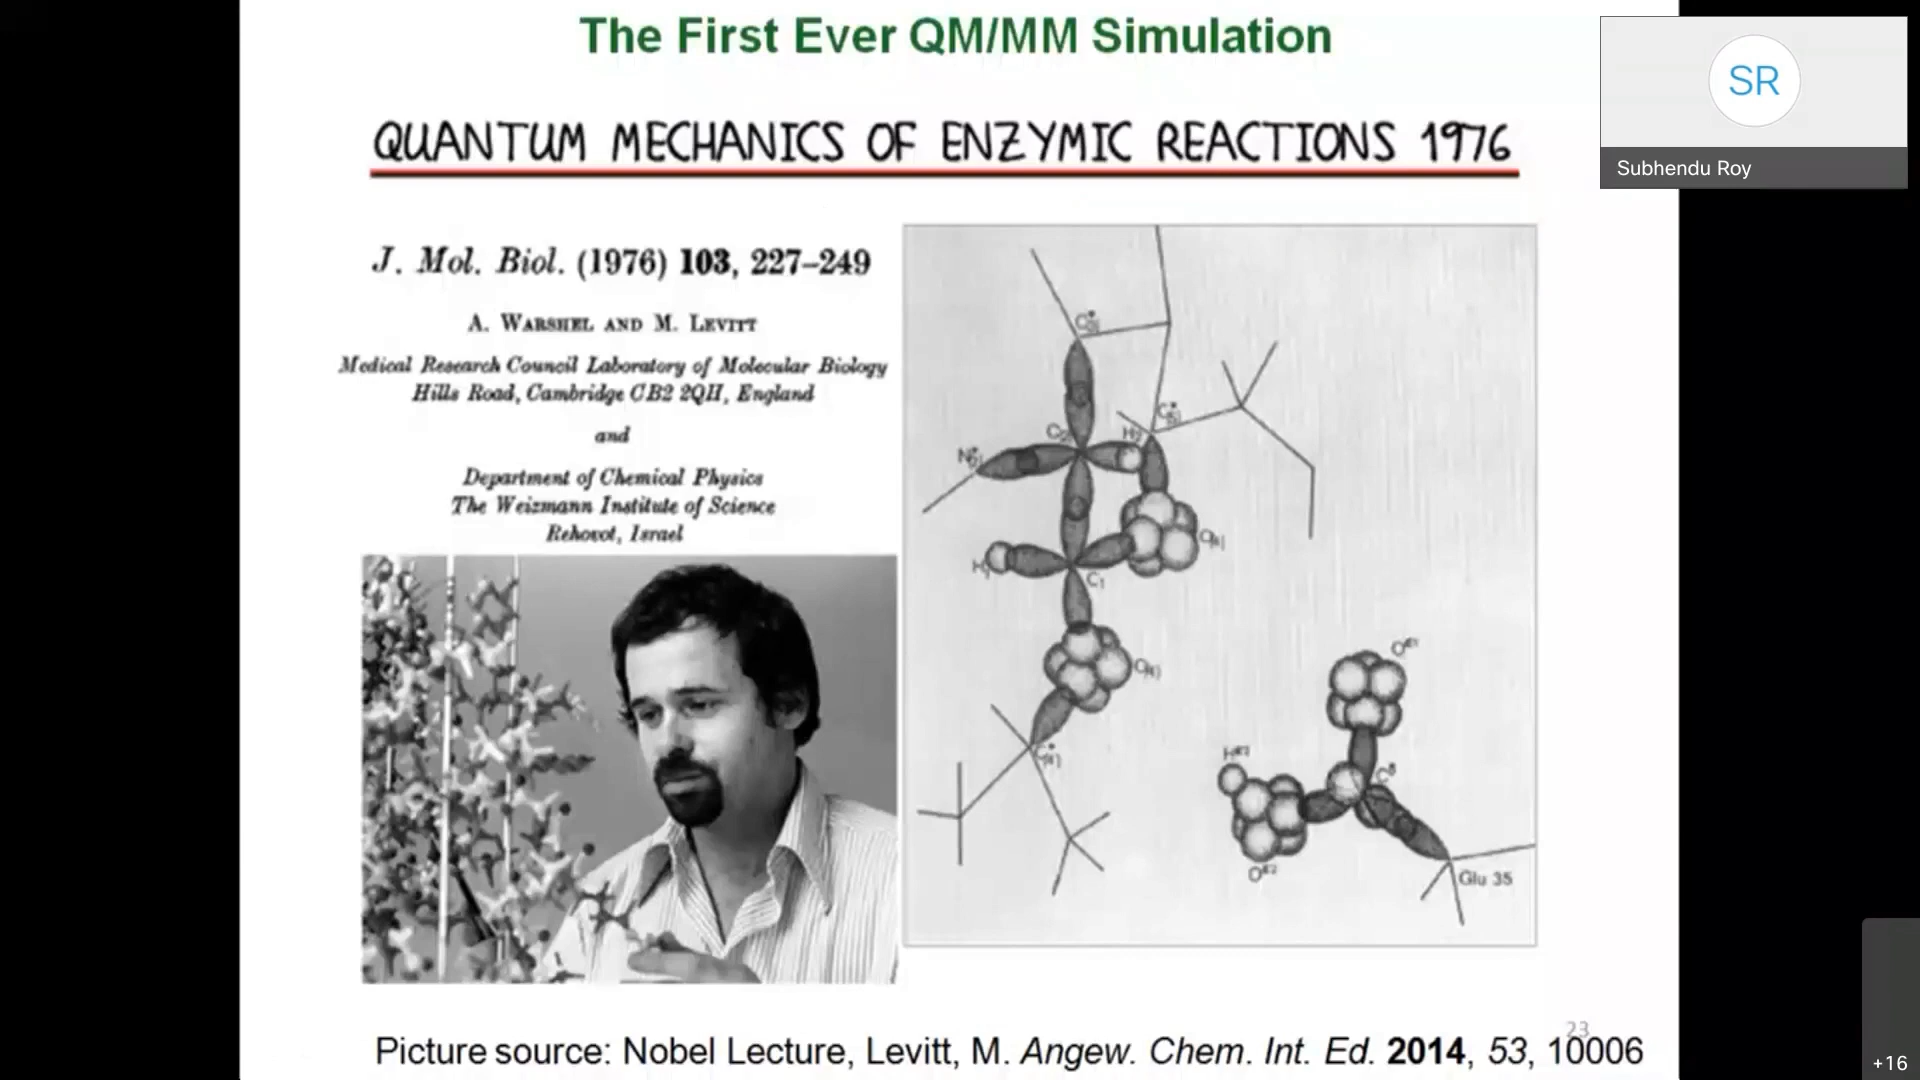 The First Ever QM/MM Simulation
QUANTUM MECHANICS OF ENZYMIC REACTIONS 1976
SR
Subhendu Roy
J. Mol. Biol. (1976) 103, 227–249
A. WARSHEL AND M. LEVITT
Medical Research Council Laboratory of Molecular Biology
Hills Road, Cambridge CB2 2QH, England
and
Department of Chemical Physics
The Weizmann Institute of Science
Rehovot, Israel
C₁
Glu 35
23
Picture source: Nobel Lecture, Levitt, M. Angew. Chem. Int. Ed. 2014, 53, 10006
+16